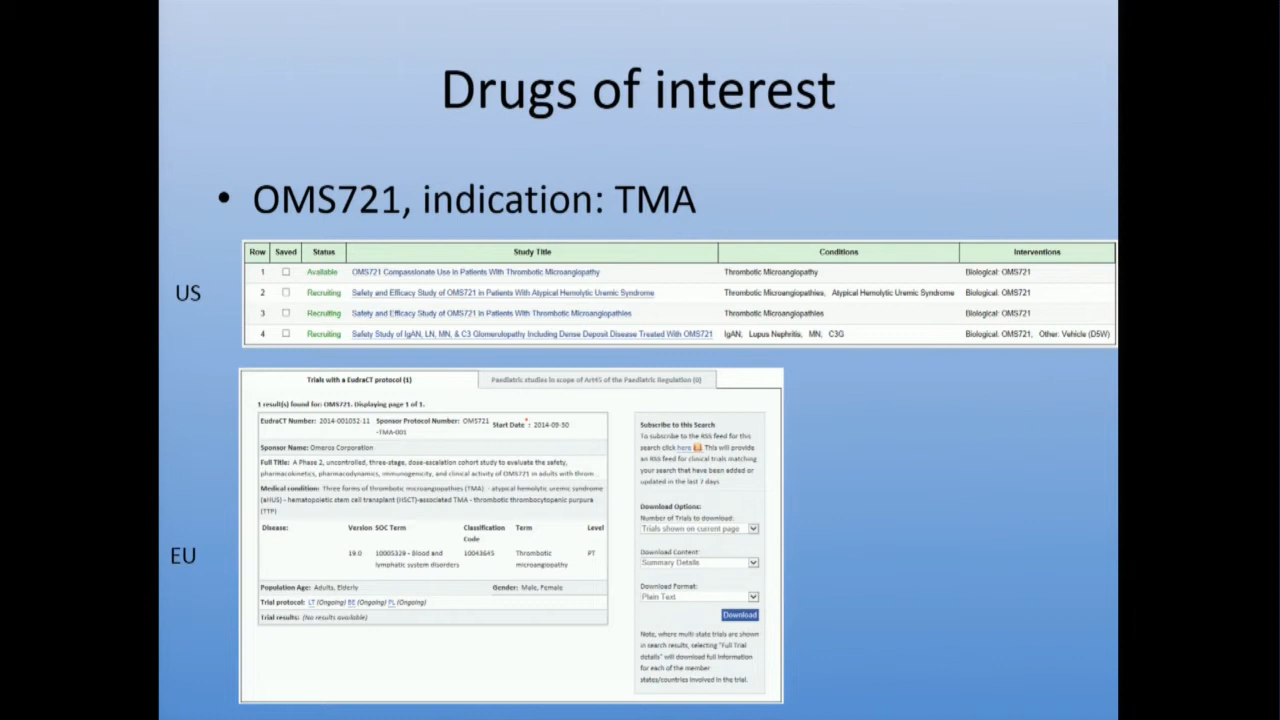 Drugs of interest
• OMS721, indication: TMA
US
Row Saved Status Study Title Conditions Interventions
1 Available OMS721 Compassionate Use in Patients With Thrombotic Microangiopathy Thrombotic Microangiopathy Biological: OMS721
2 Recruiting Safety and Efficacy Study of OMS721 in Patients With Atypical Hemolytic Uremic Syndrome Thrombotic Microangiopathies, Atypical Hemolytic Uremic Syndrome Biological: OMS721
3 Recruiting Safety and Efficacy Study of OMS721 in Patients With Thrombotic Microangiopathies Thrombotic Microangiopathies Biological: OMS721
4 Recruiting Safety Study of IgAN, LN, MN, & C3 Glomerulopathy Including Dense Deposit Disease Treated With OMS721 IgAN, Lupus Nephritis, MN, C3G Biological: OMS721, Other: Vehicle (D5W)
EU
Trials with a EudraCT protocol (1) Paediatric studies in scope of Art45 of the Paediatric Regulation (0)
1 result(s) found for: OMS721. Displaying page 1 of 1.
EudraCT Number: 2014-001032-11 Sponsor Protocol Number: OMS721 Start Date*: 2014-09-30
-TMA-001
Sponsor Name: Omeros Corporation
Full Title: A Phase 2, uncontrolled, three-stage, dose-escalation cohort study to evaluate the safety,
pharmacokinetics, pharmacodynamics, immunogenicity, and clinical activity of OMS721 in adults with throm...
Medical condition: Three forms of thrombotic microangiopathies (TMA) - atypical hemolytic uremic syndrome
(aHUS) - hematopoietic stem cell transplant (HSCT)-associated TMA - thrombotic thrombocytopenic purpura
(TTP)
Disease: Version SOC Term Classification Term Level
Code
19.0 10005329 - Blood and 10043645 Thrombotic PT
lymphatic system disorders microangiopathy
Population Age: Adults, Elderly Gender: Male, Female
Trial protocol: LT (Ongoing) BE (Ongoing) PL (Ongoing)
Trial results: (No results available)
Subscribe to this Search
To subscribe to the RSS feed for this
search click here. This will provide
an RSS feed for clinical trials matching
your search that have been added or
updated in the last 7 days
Download Options:
Number of Trials to download:
Trials shown on current page
Download Content:
Summary Details
Download Format:
Plain Text
Download
Note, where multi state trials are shown
in search results, selecting "Full Trial
details" will download full information
for each of the member
states/countries involved in the trial.